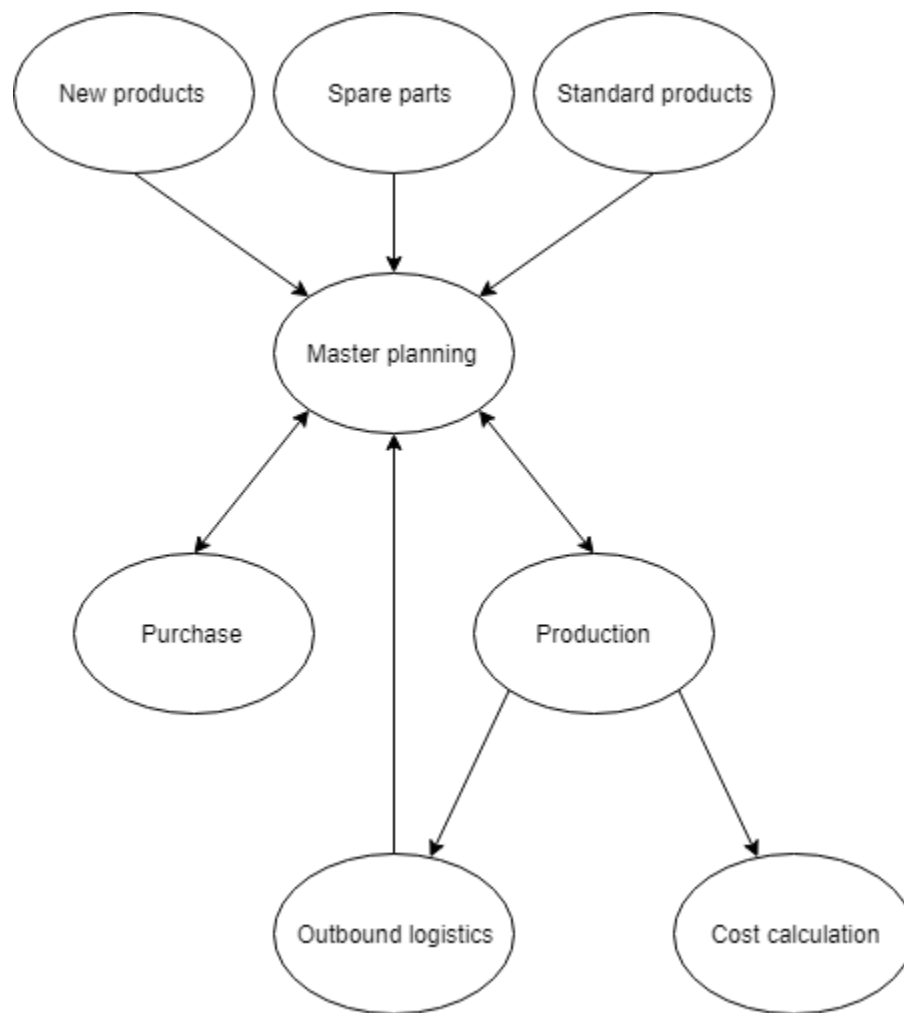 New products
Spare parts
Standard products
Master planning
Purchase
Production
Outbound logistics
Cost calculation